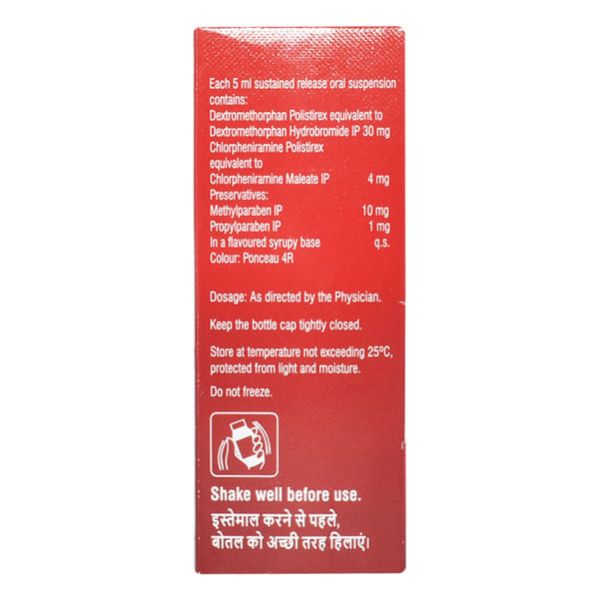 Each 5 ml sustained release oral suspension
contains:
Dextromethorphan Polistirex equivalent to
Dextromethorphan Hydrobromide IP 30 mg
Chlorpheniramine Polistirex
equivalent to
Chlorpheniramine Maleate IP 4 mg
Preservatives:
Methylparaben IP 10 mg
Propylparaben IP 1 mg
In a flavoured syrupy base q.s.
Colour: Ponceau 4R
Dosage: As directed by the Physician.
Keep the bottle cap tightly closed.
Store at temperature not exceeding 25ºC,
protected from light and moisture.
Do not freeze.
Shake well before use.
इस्तेमाल करने से पहले,
बोतल को अच्छी तरह हिलाएं।